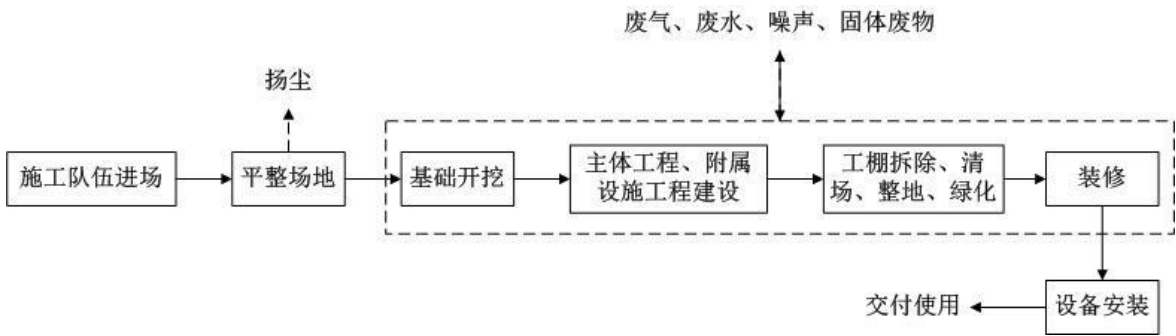 废气、废水、噪声、固体废物
扬尘
施工队伍进场
平整场地
基础开挖
主体工程、附属
设施工程建设
工棚拆除、清
场、整地、绿化
装修
交付使用
设备安装